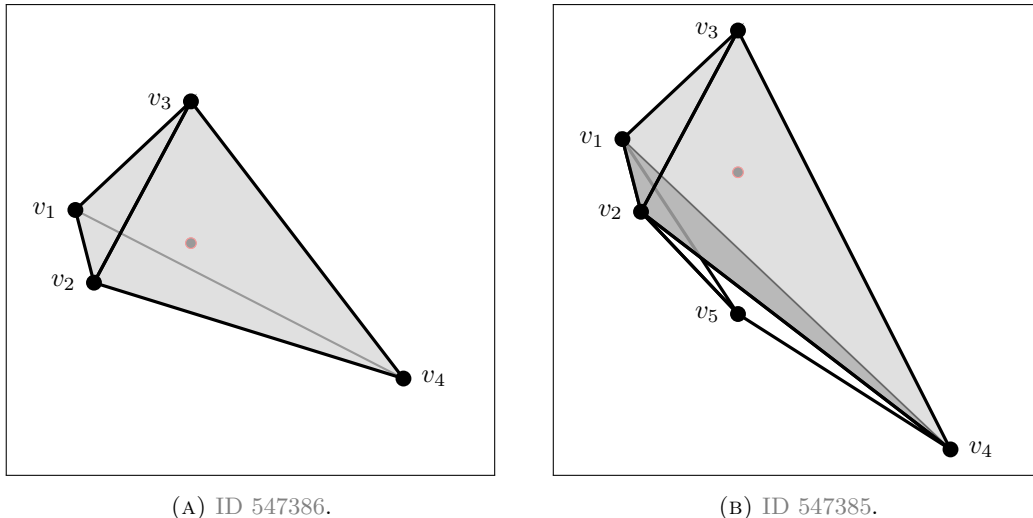 v₃
v₁
v₂
v₄
(A) ID 547386.
v₃
v₁
v₂
v₅
v₄
(B) ID 547385.